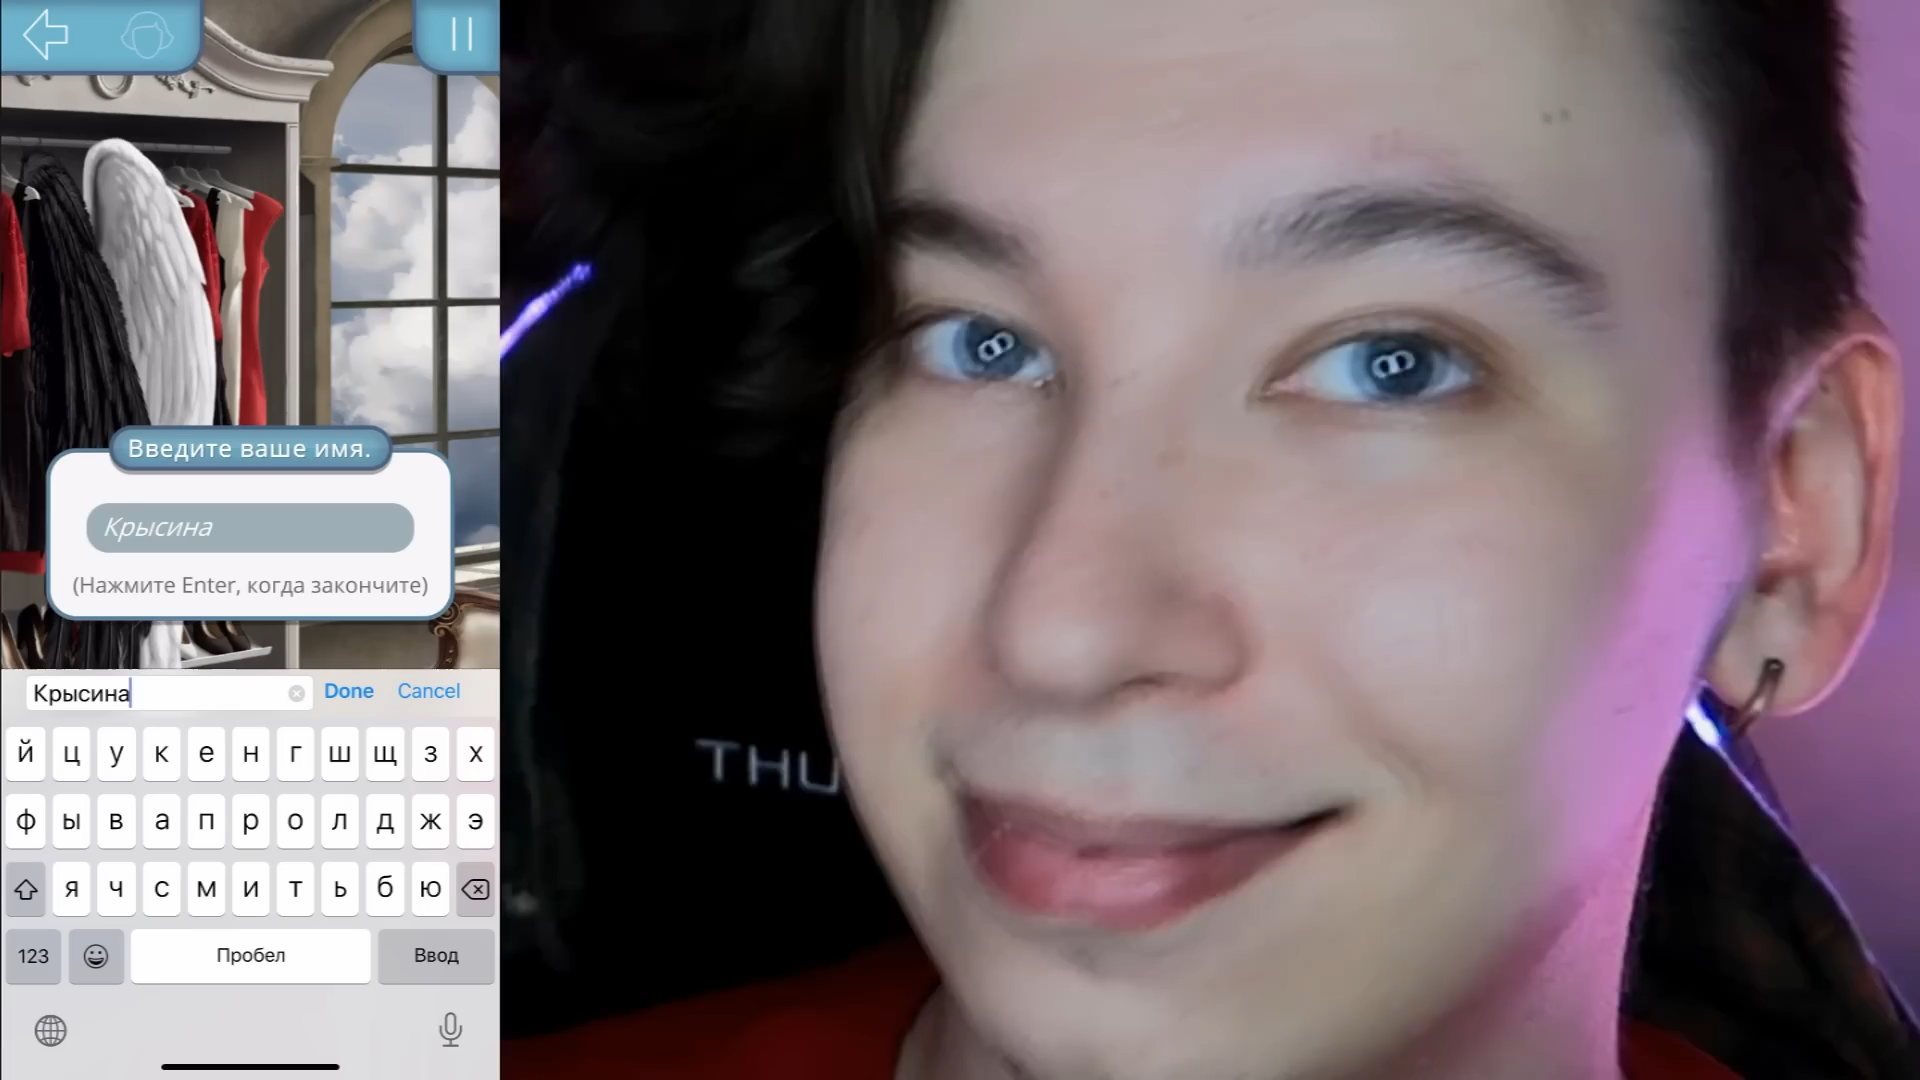 Введите ваше имя.
Крысина
(Нажмите Enter, когда закончите)
Крысина
Done
Cancel
й ц у к е н г ш щ з х
ф ы в а п р о л д ж э
я ч с м и т ь б ю
123
Пробел
Ввод
THU